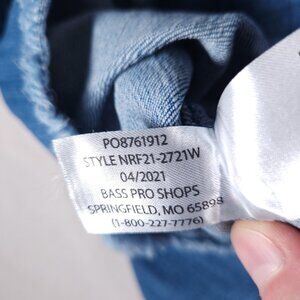 PO8761912
STYLE NRF21-2721W
04/2021
BASS PRO SHOPS
SPRINGFIELD, MO 65898
(1-800-227-7776)